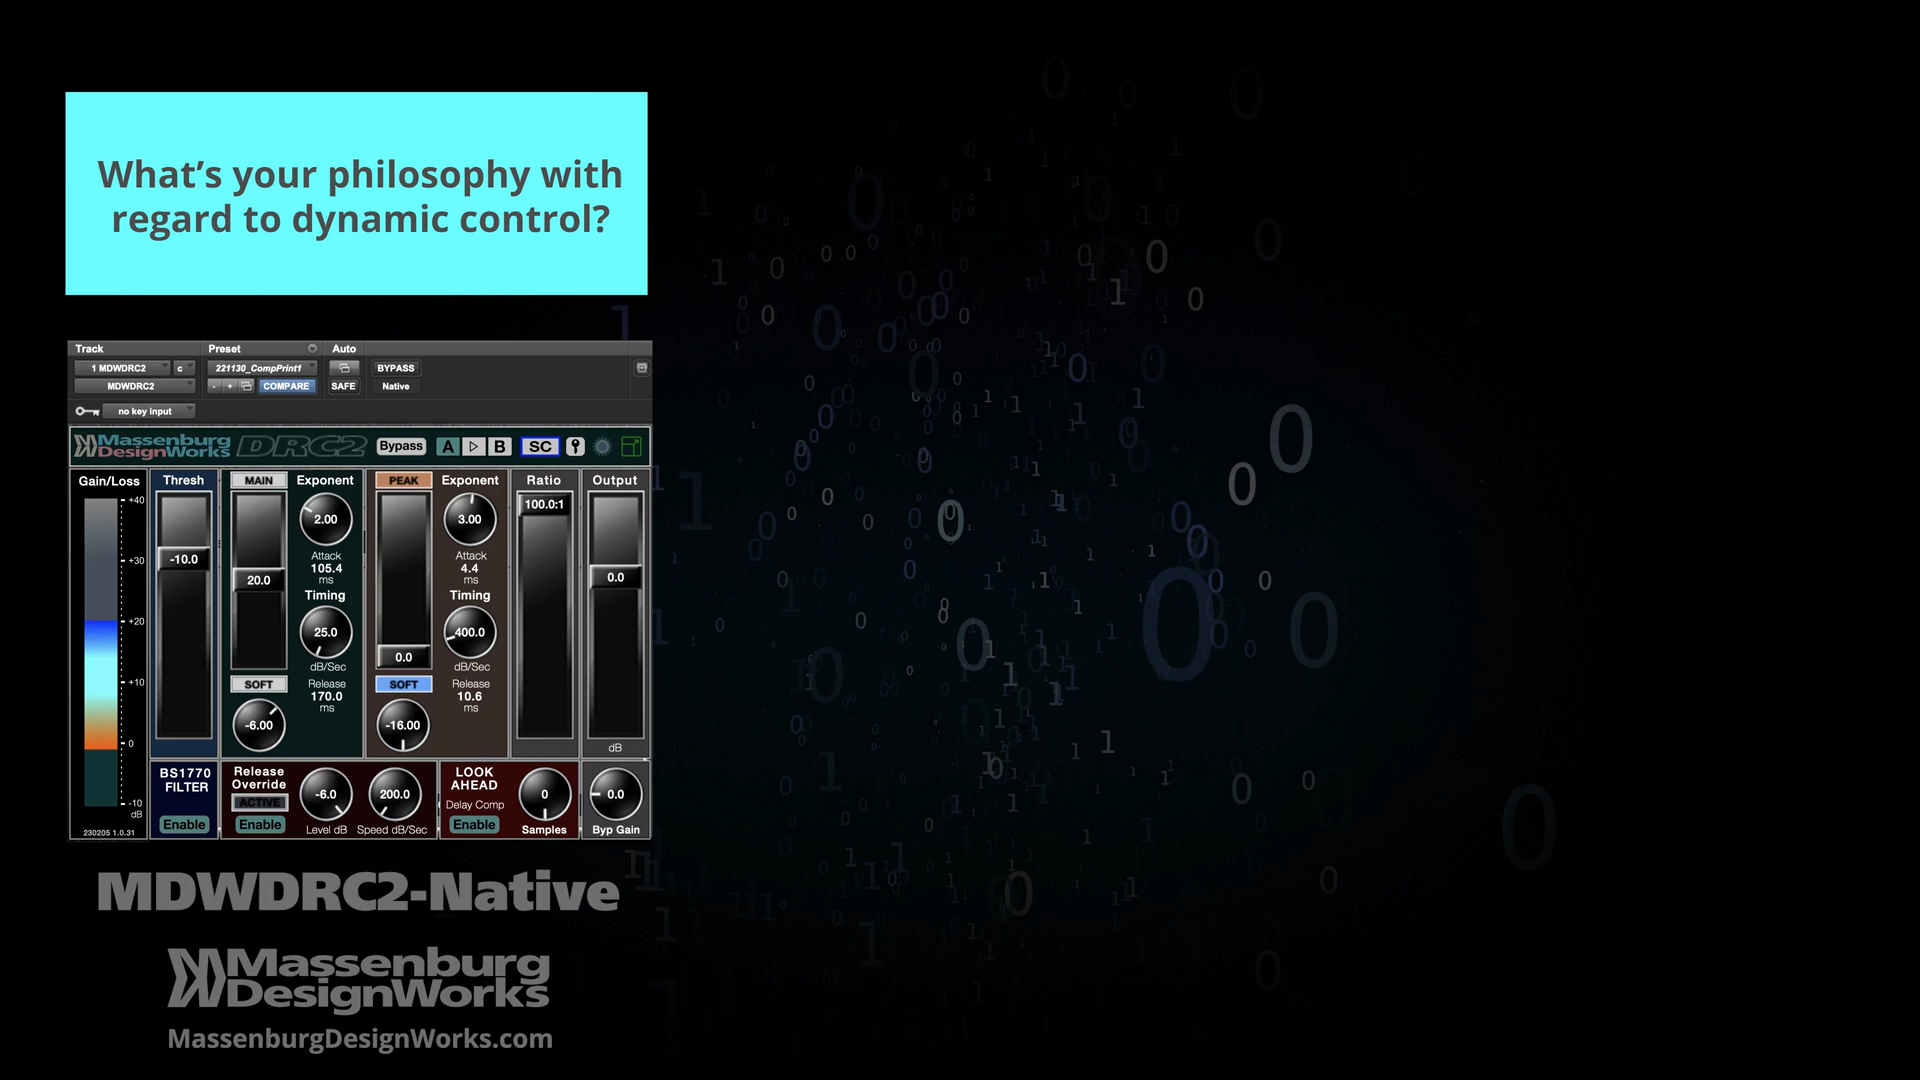 What's your philosophy with
regard to dynamic control?
Track
Preset
Auto
1 MDWDRC2
c
221130_CompPrint1
BYPASS
MDWDRC2
- +
COMPARE
SAFE
Native
no key input
Massenburg
DesignWorks
DRC2
Bypass
A
B
SC
Gain/Loss
Thresh
MAIN
Exponent
PEAK
Exponent
Ratio
Output
+40
+30
+20
+10
0
-10
dB
-10.0
20.0
2.00
Attack
105.4
ms
Timing
25.0
dB/Sec
Release
170.0
ms
SOFT
-6.00
0.0
3.00
Attack
4.4
ms
Timing
400.0
dB/Sec
Release
10.6
ms
SOFT
-16.00
100.0:1
0.0
dB
BS1770
FILTER
Enable
Release
Override
ACTIVE
Enable
-6.0
Level dB
200.0
Speed dB/Sec
LOOK
AHEAD
Delay Comp
Enable
0
Samples
0.0
Byp Gain
230205 1.0.31
MDWDRC2-Native
Massenburg
DesignWorks
MassenburgDesignWorks.com